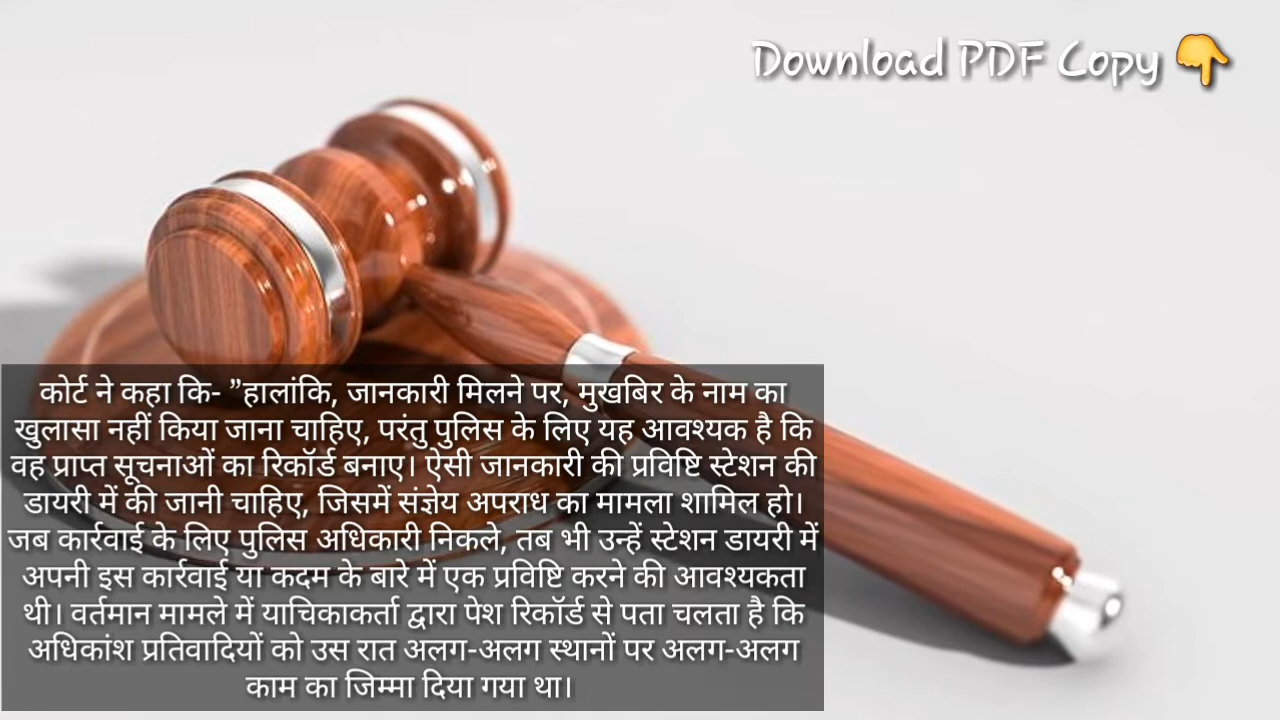 Download PDF Copy 👇
कोर्ट ने कहा कि- ”हालांकि, जानकारी मिलने पर, मुखबिर के नाम का
खुलासा नहीं किया जाना चाहिए, परंतु पुलिस के लिए यह आवश्यक है कि
वह प्राप्त सूचनाओं का रिकॉर्ड बनाए। ऐसी जानकारी की प्रविष्टि स्टेशन की
डायरी में की जानी चाहिए, जिसमें संज्ञेय अपराध का मामला शामिल हो।
जब कार्रवाई के लिए पुलिस अधिकारी निकले, तब भी उन्हें स्टेशन डायरी में
अपनी इस कार्रवाई या कदम के बारे में एक प्रविष्टि करने की आवश्यकता
थी। वर्तमान मामले में याचिकाकर्ता द्वारा पेश रिकॉर्ड से पता चलता है कि
अधिकांश प्रतिवादियों को उस रात अलग-अलग स्थानों पर अलग-अलग
काम का जिम्मा दिया गया था।